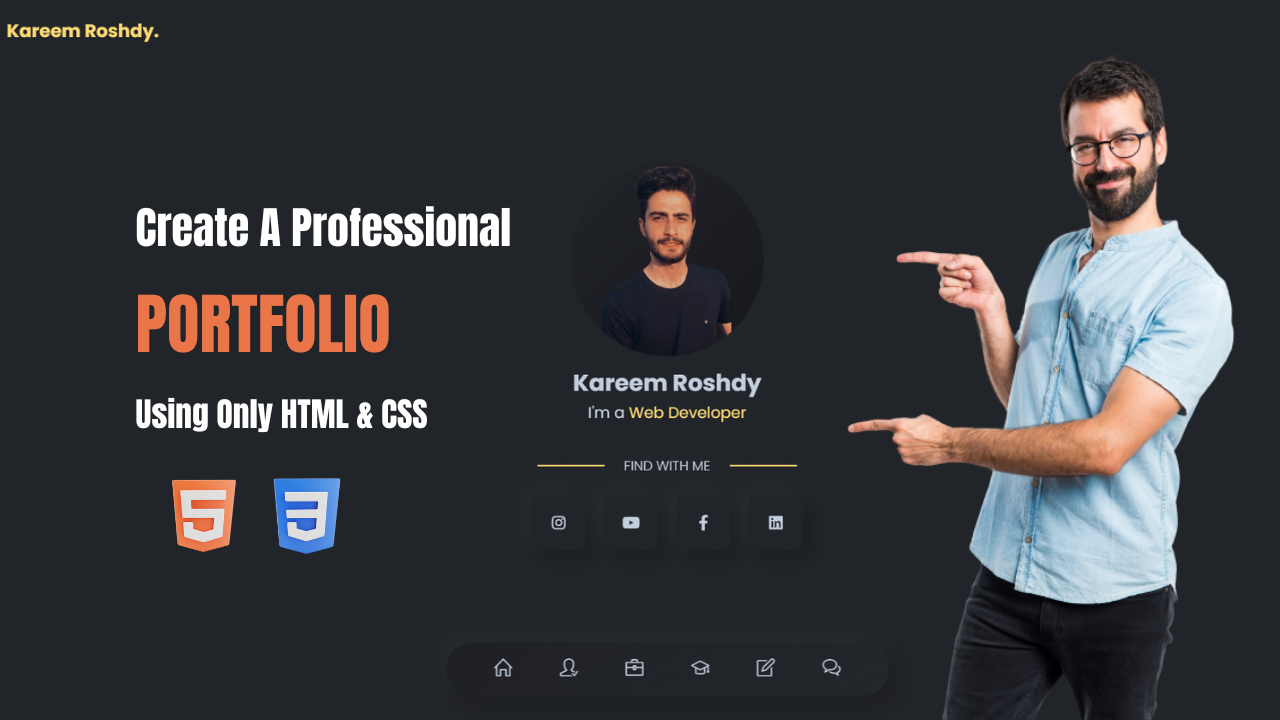 Kareem Roshdy.
Create A Professional
PORTFOLIO
Using Only HTML & CSS
Kareem Roshdy
I'm a Web Developer
FIND WITH ME